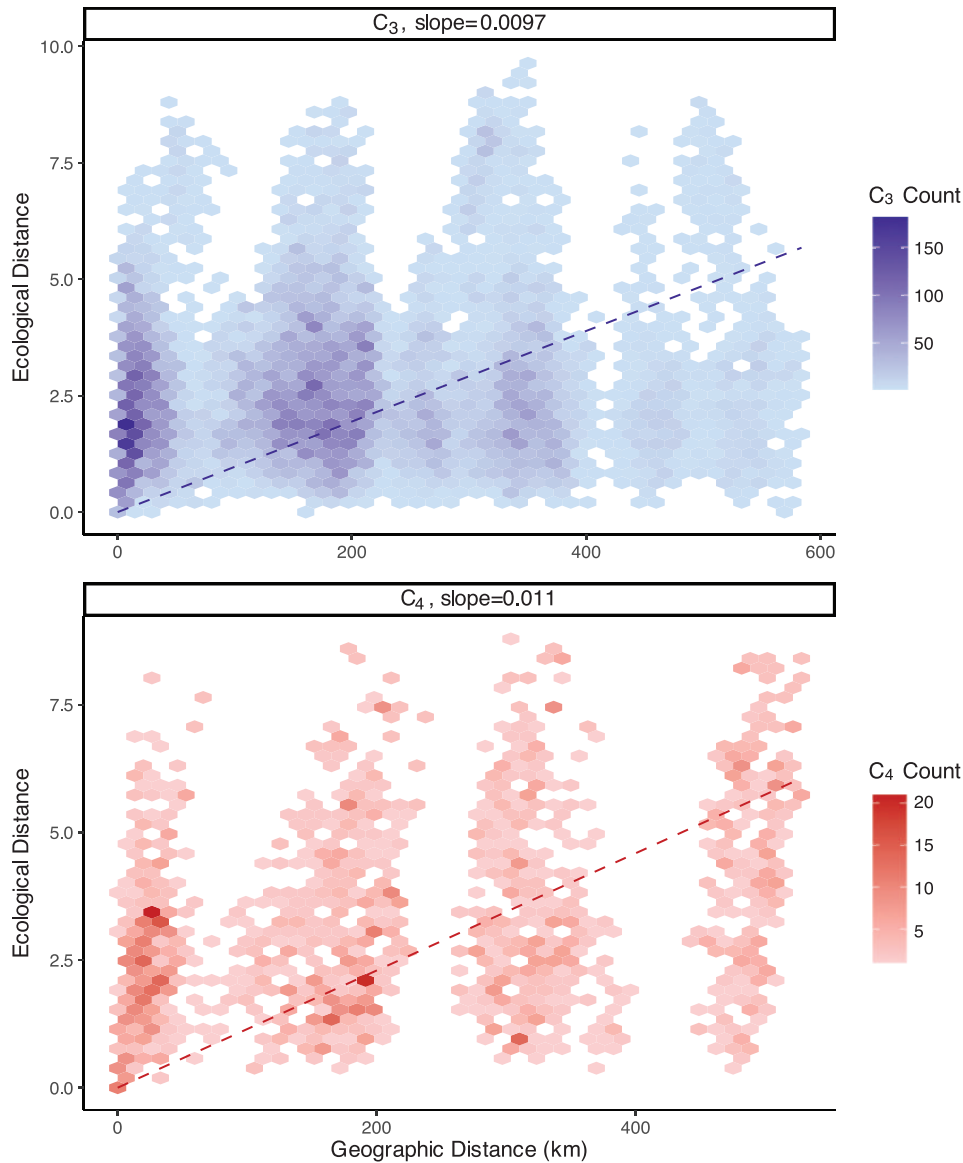 C₃, slope=0.0097
10.0
7.5
5.0
2.5
0.0
Ecological Distance
0 200 400 600
C₃ Count
150
100
50
C₄, slope=0.011
7.5
5.0
2.5
0.0
Ecological Distance
0 200 400
Geographic Distance (km)
C₄ Count
20
15
10
5